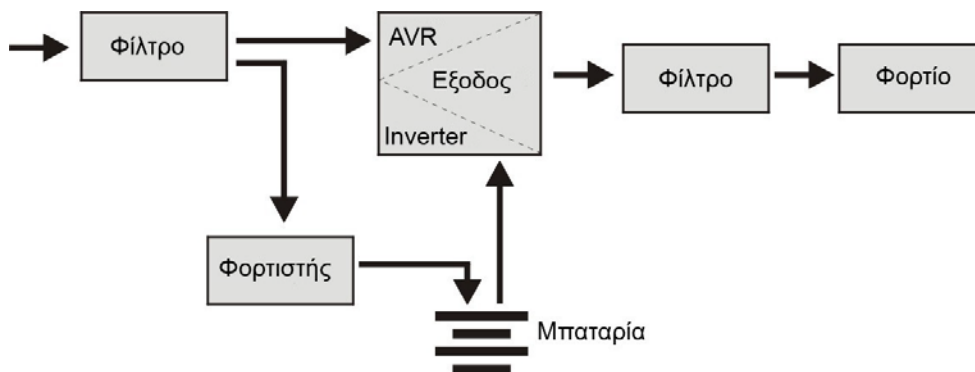 Φίλτρο
AVR
Εξοδος
Inverter
Φίλτρο
Φορτίο
Φορτιστής
Μπαταρία